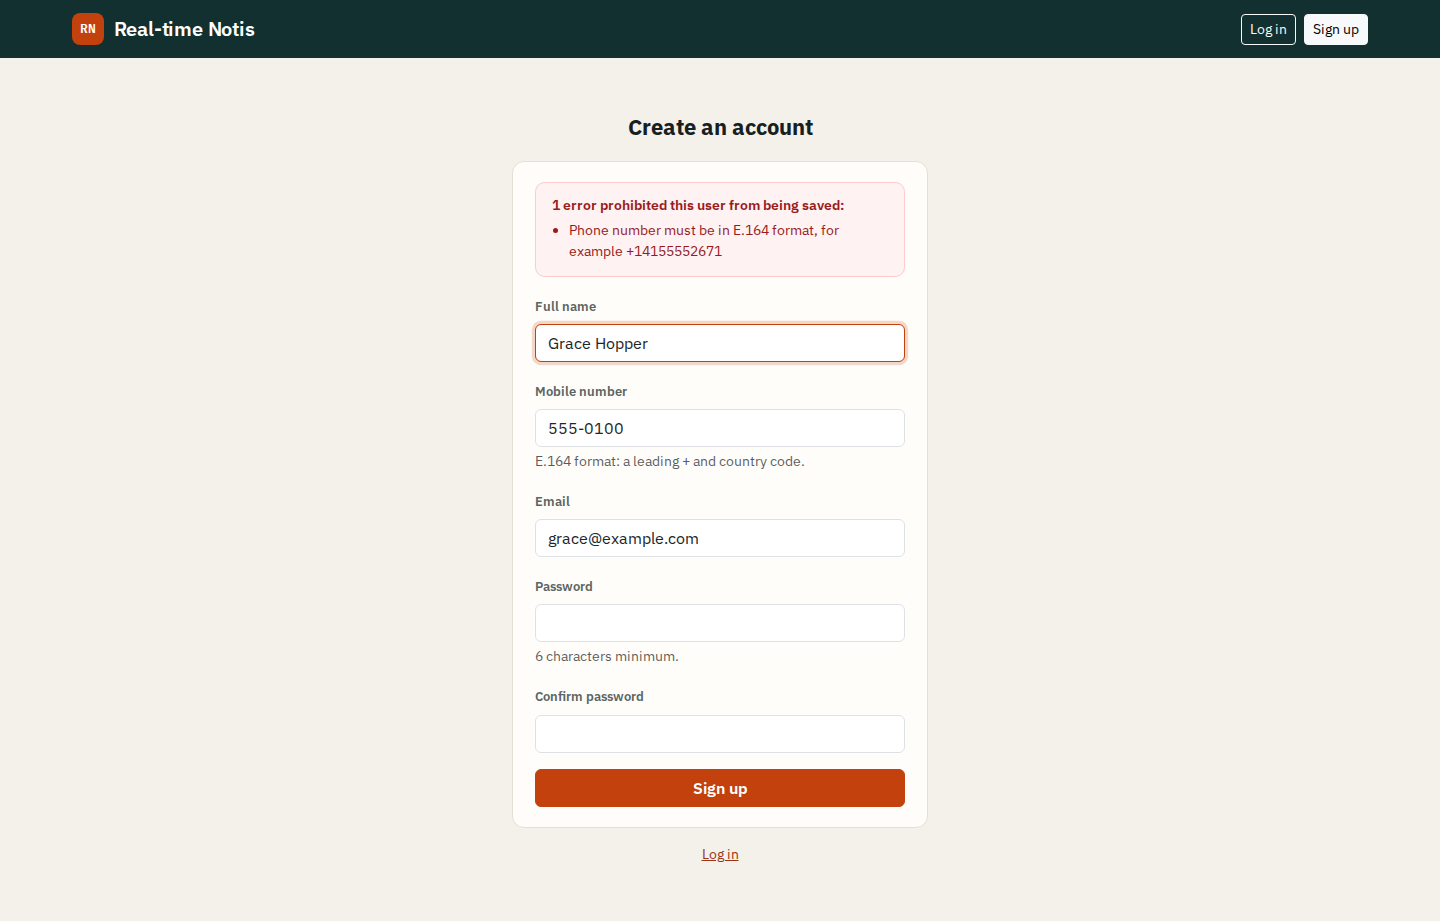 RN Real-time Notis
Log in
Sign up
Create an account
1 error prohibited this user from being saved:
• Phone number must be in E.164 format, for
example +14155552671
Full name
Grace Hopper
Mobile number
555-0100
E.164 format: a leading + and country code.
Email
grace@example.com
Password
6 characters minimum.
Confirm password
Sign up
Log in